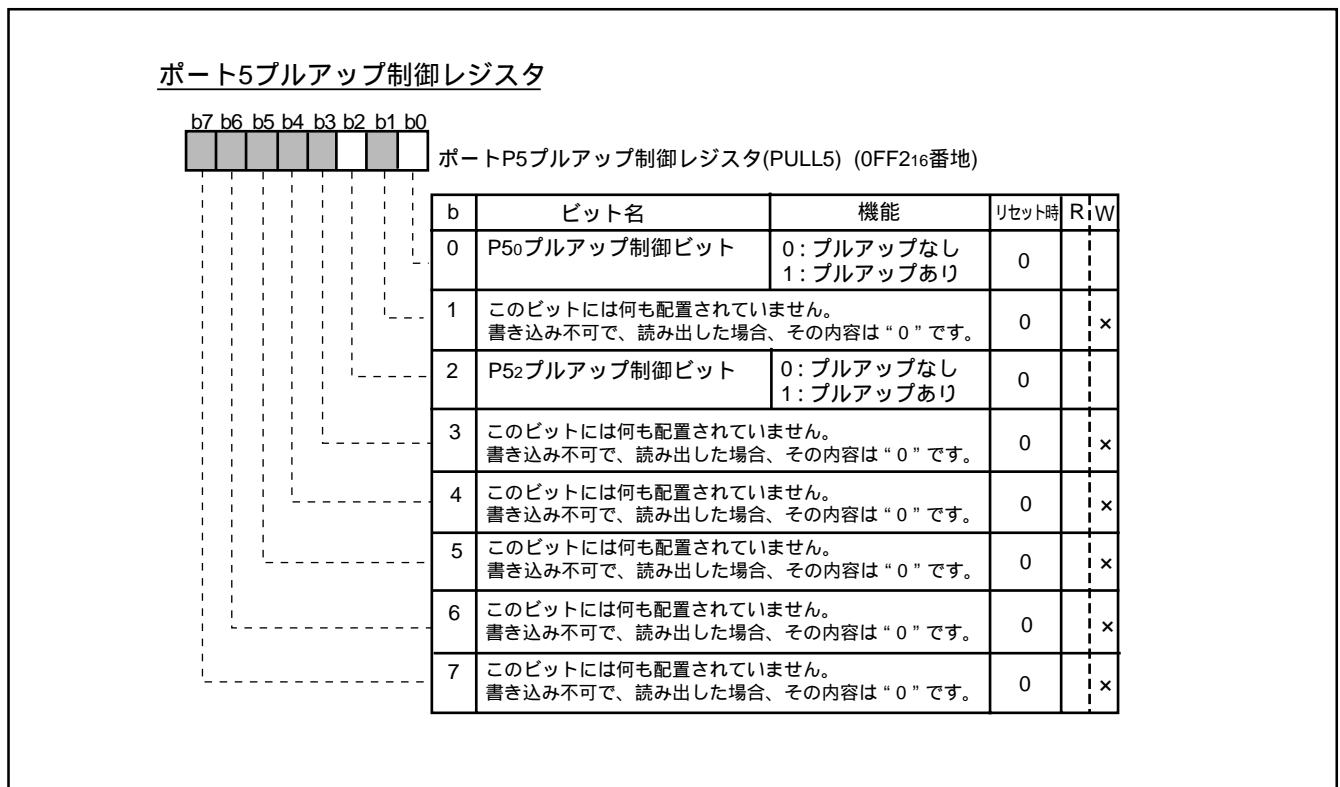 ポート5プルアップ制御レジスタ
b7 b6 b5 b4 b3 b2 b1 b0
ポートP5プルアップ制御レジスタ(PULL5) (0FF216番地)
b ビット名 機能 リセット時 R W
0 P50プルアップ制御ビット 0 : プルアップなし 0
1 : プルアップあり
1 このビットには何も配置されていません。 0 ×
書き込み不可で、読み出した場合、その内容は “ 0 ” です。
2 P52プルアップ制御ビット 0 : プルアップなし 0
1 : プルアップあり
3 このビットには何も配置されていません。 0 ×
書き込み不可で、読み出した場合、その内容は “ 0 ” です。
4 このビットには何も配置されていません。 0 ×
書き込み不可で、読み出した場合、その内容は “ 0 ” です。
5 このビットには何も配置されていません。 0 ×
書き込み不可で、読み出した場合、その内容は “ 0 ” です。
6 このビットには何も配置されていません。 0 ×
書き込み不可で、読み出した場合、その内容は “ 0 ” です。
7 このビットには何も配置されていません。 0 ×
書き込み不可で、読み出した場合、その内容は “ 0 ” です。